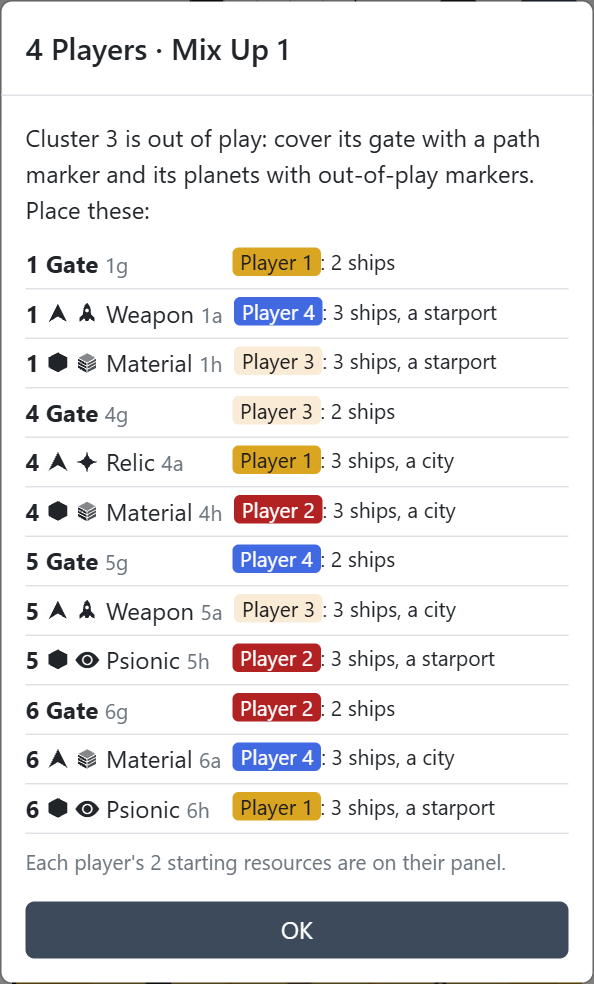 4 Players · Mix Up 1
Cluster 3 is out of play: cover its gate with a path
marker and its planets with out-of-play markers.
Place these:
1 Gate 1g Player 1: 2 ships
1 Weapon 1a Player 4: 3 ships, a starport
1 Material 1h Player 3: 3 ships, a starport
4 Gate 4g Player 3: 2 ships
4 Relic 4a Player 1: 3 ships, a city
4 Material 4h Player 2: 3 ships, a city
5 Gate 5g Player 4: 2 ships
5 Weapon 5a Player 3: 3 ships, a city
5 Psionic 5h Player 2: 3 ships, a starport
6 Gate 6g Player 2: 2 ships
6 Material 6a Player 4: 3 ships, a city
6 Psionic 6h Player 1: 3 ships, a starport
Each player's 2 starting resources are on their panel.
OK